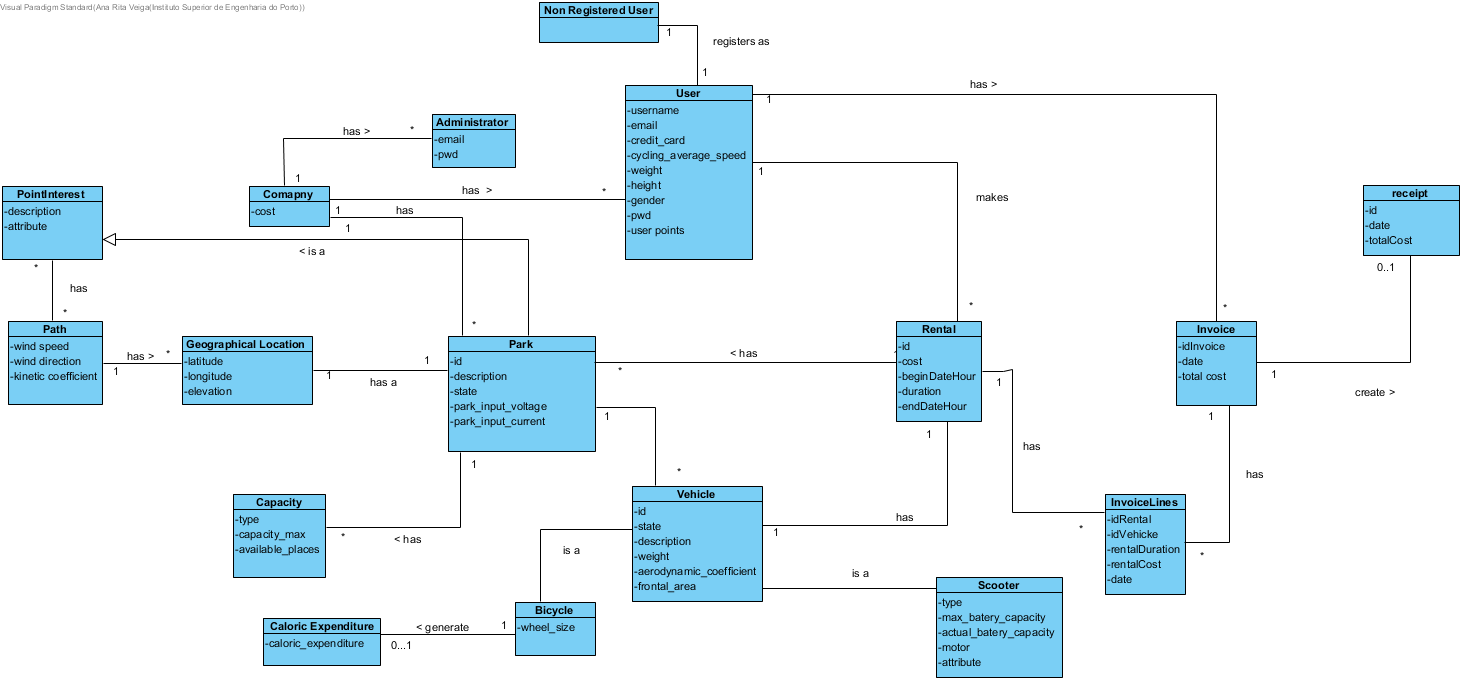 Visual Paradigm Standard(Ana Rita Veiga(Instituto Superior de Engenharia do Porto))
Non Registered User
1
registers as
1
User
-username
-email
-credit_card
-cycling_average_speed
-weight
-height
-gender
-pwd
-user points
1
has >
*
1
makes
*
Administrator
-email
-pwd
has >
*
1
Comapny
-cost
has >
*
1
has
1
*
PointInterest
-description
-attribute
< is a
*
has
*
receipt
-id
-date
-totalCost
0..1
Path
-wind speed
-wind direction
-kinetic coefficient
has >
*
1
Geographical Location
-latitude
-longitude
-elevation
1
has a
1
Park
-id
-description
-state
-park_input_voltage
-park_input_current
< has
*
1
Rental
-id
-cost
-beginDateHour
-duration
-endDateHour
1
1
has
*
Invoice
-idInvoice
-date
-total cost
1
create >
1
has
*
1
*
1
Capacity
-type
-capacity_max
-available_places
*
< has
Vehicle
-id
-state
-description
-weight
-aerodynamic_coefficient
-frontal_area
has
1
InvoiceLines
-idRental
-idVehicke
-rentalDuration
-rentalCost
-date
is a
is a
Scooter
-type
-max_batery_capacity
-actual_batery_capacity
-motor
-attribute
Bicycle
-wheel_size
Caloric Expenditure
-caloric_expenditure
< generate
1
0...1